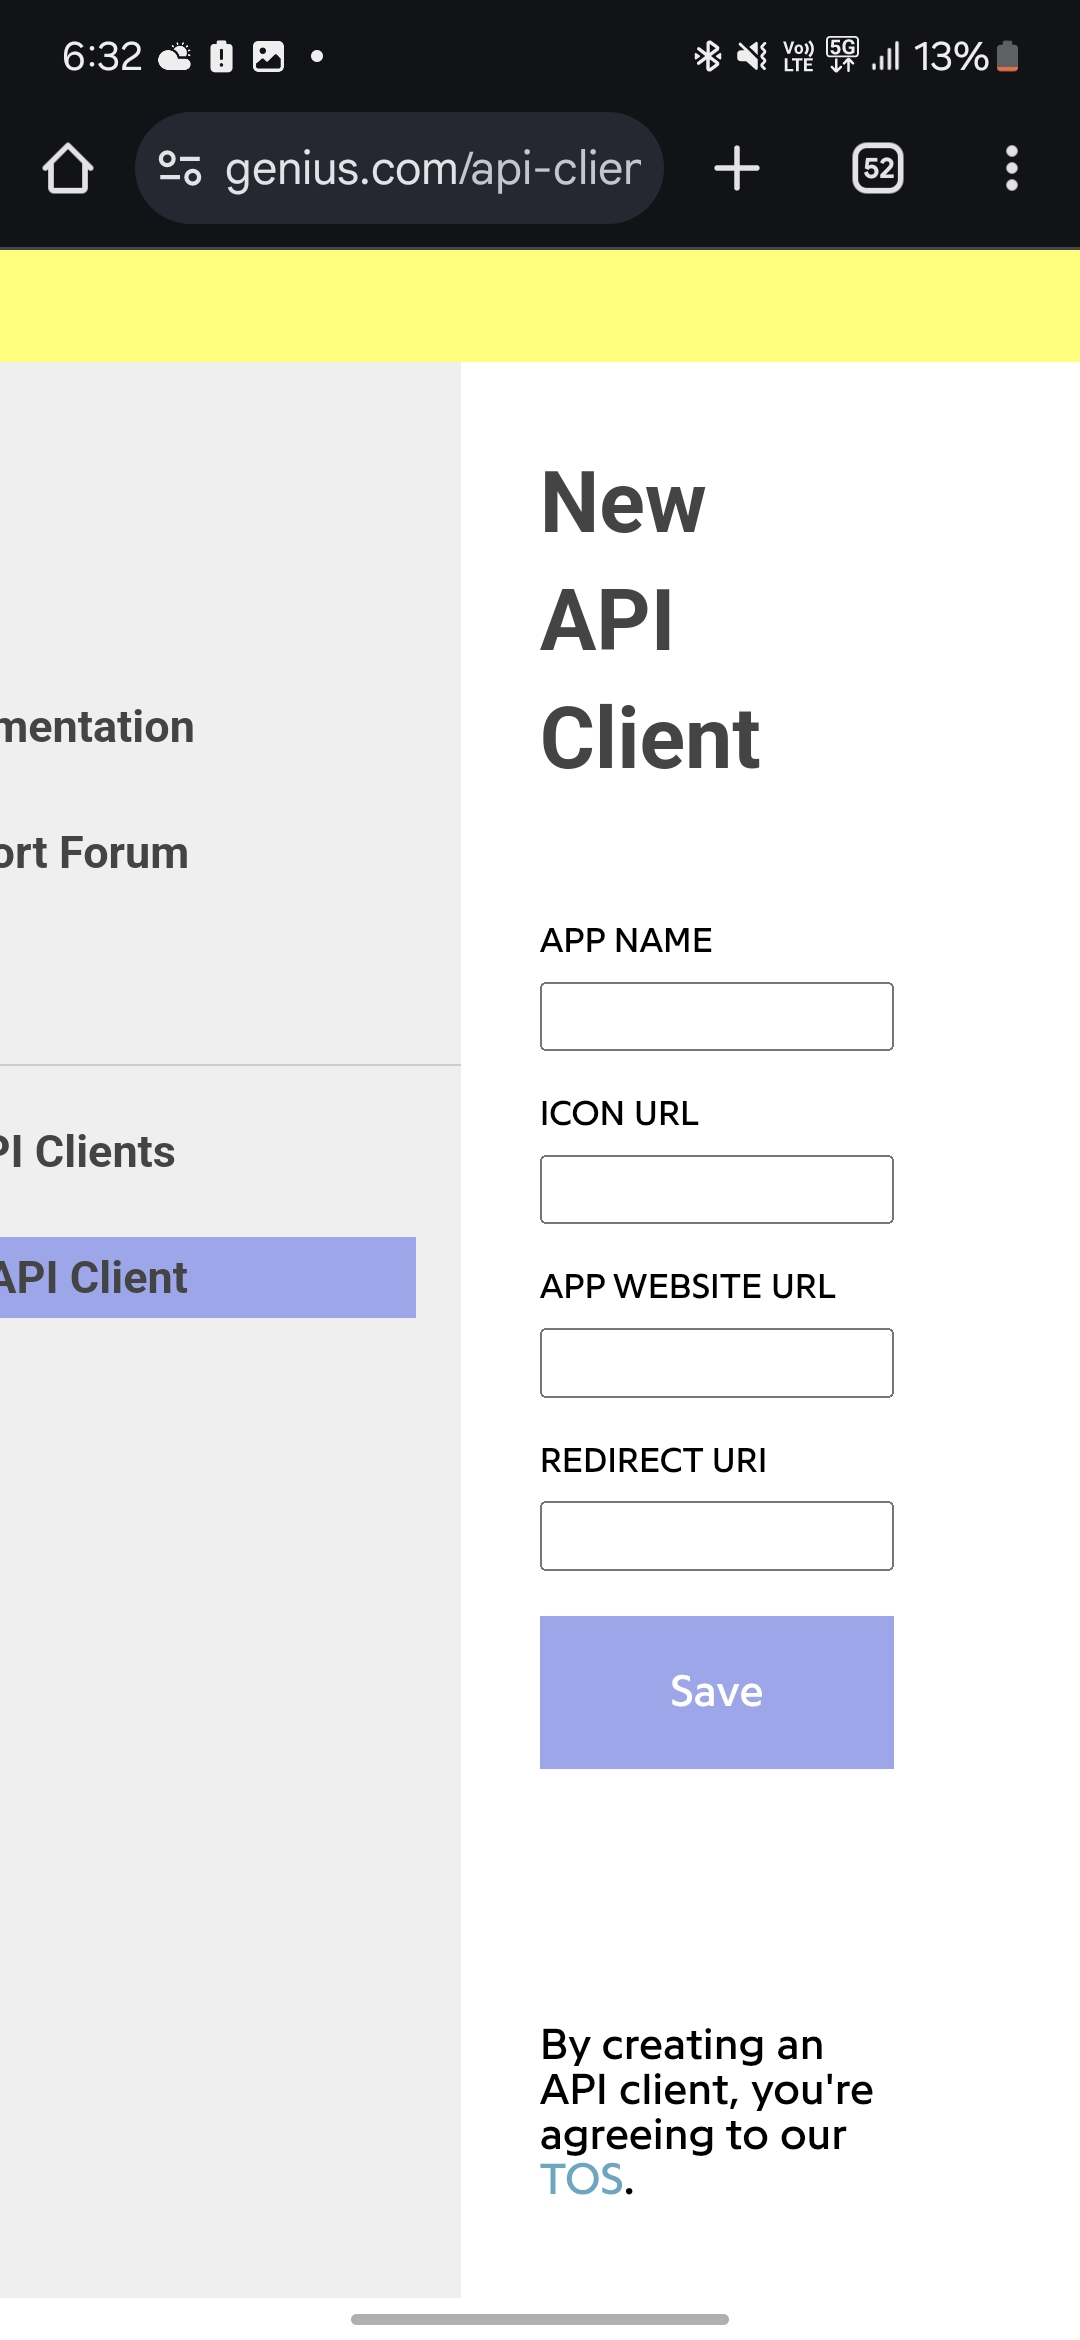 6:32
Vo)) LTE 5G 13%
genius.com/api-clier
52
New
API
Client
mentation
ort Forum
PI Clients
API Client
APP NAME
ICON URL
APP WEBSITE URL
REDIRECT URI
Save
By creating an
API client, you're
agreeing to our
TOS.